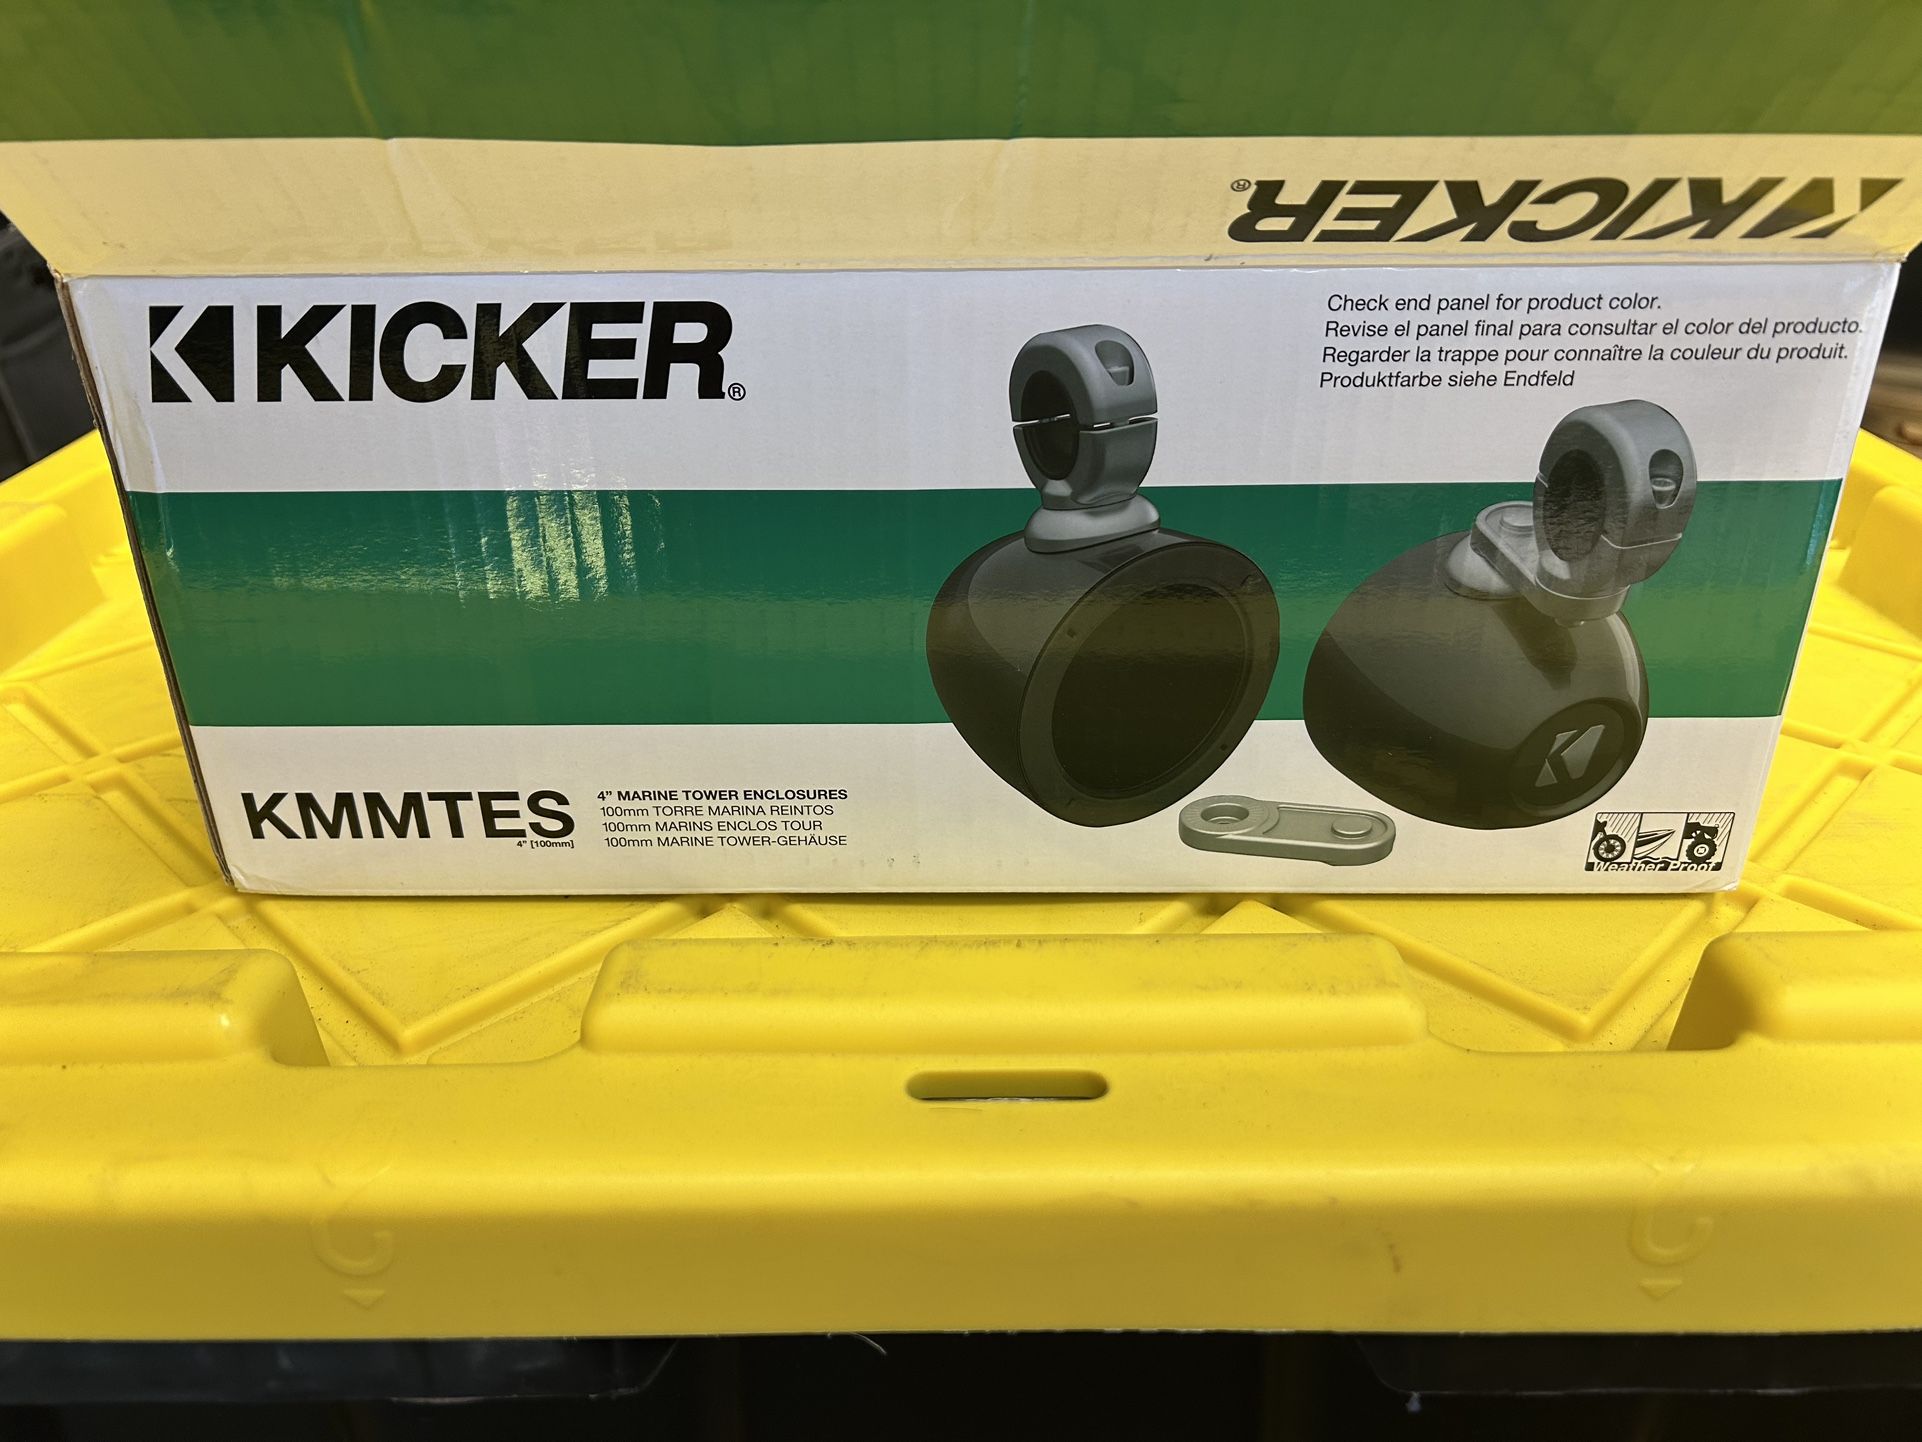 KICKER®
KICKER®
Check end panel for product color.
Revise el panel final para consultar el color del producto.
Regarder la trappe pour connaître la couleur du produit.
Produktfarbe siehe Endfeld
KMMTES
4" [100mm]
4" MARINE TOWER ENCLOSURES
100mm TORRE MARINA REINTOS
100mm MARINS ENCLOS TOUR
100mm MARINE TOWER-GEHÄUSE
K
Weather Proof